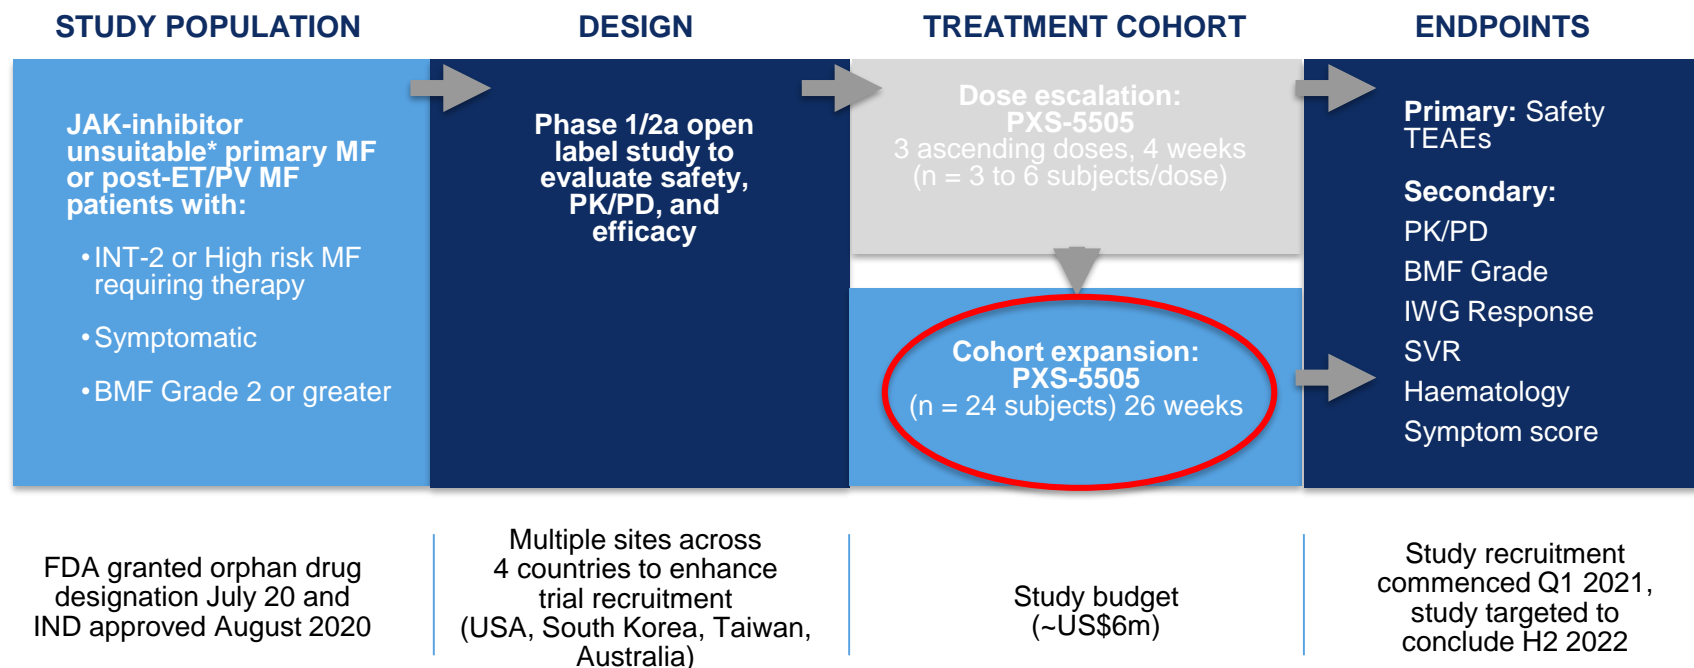 STUDY POPULATION
DESIGN
TREATMENT COHORT
ENDPOINTS
JAK-inhibitor
unsuitable* primary MF
or post-ET/PV MF
patients with:
•INT-2 or High risk MF
requiring therapy
•Symptomatic
•BMF Grade 2 or greater
Phase 1/2a open
label study to
evaluate safety,
PK/PD, and
efficacy
Dose escalation:
PXS-5505
3 ascending doses, 4 weeks
(n = 3 to 6 subjects/dose)
Cohort expansion:
PXS-5505
(n = 24 subjects) 26 weeks
Primary: Safety
TEAEs
Secondary:
PK/PD
BMF Grade
IWG Response
SVR
Haematology
Symptom score
FDA granted orphan drug
designation July 20 and
IND approved August 2020
Multiple sites across
4 countries to enhance
trial recruitment
(USA, South Korea, Taiwan,
Australia)
Study budget
(~US$6m)
Study recruitment
commenced Q1 2021,
study targeted to
conclude H2 2022